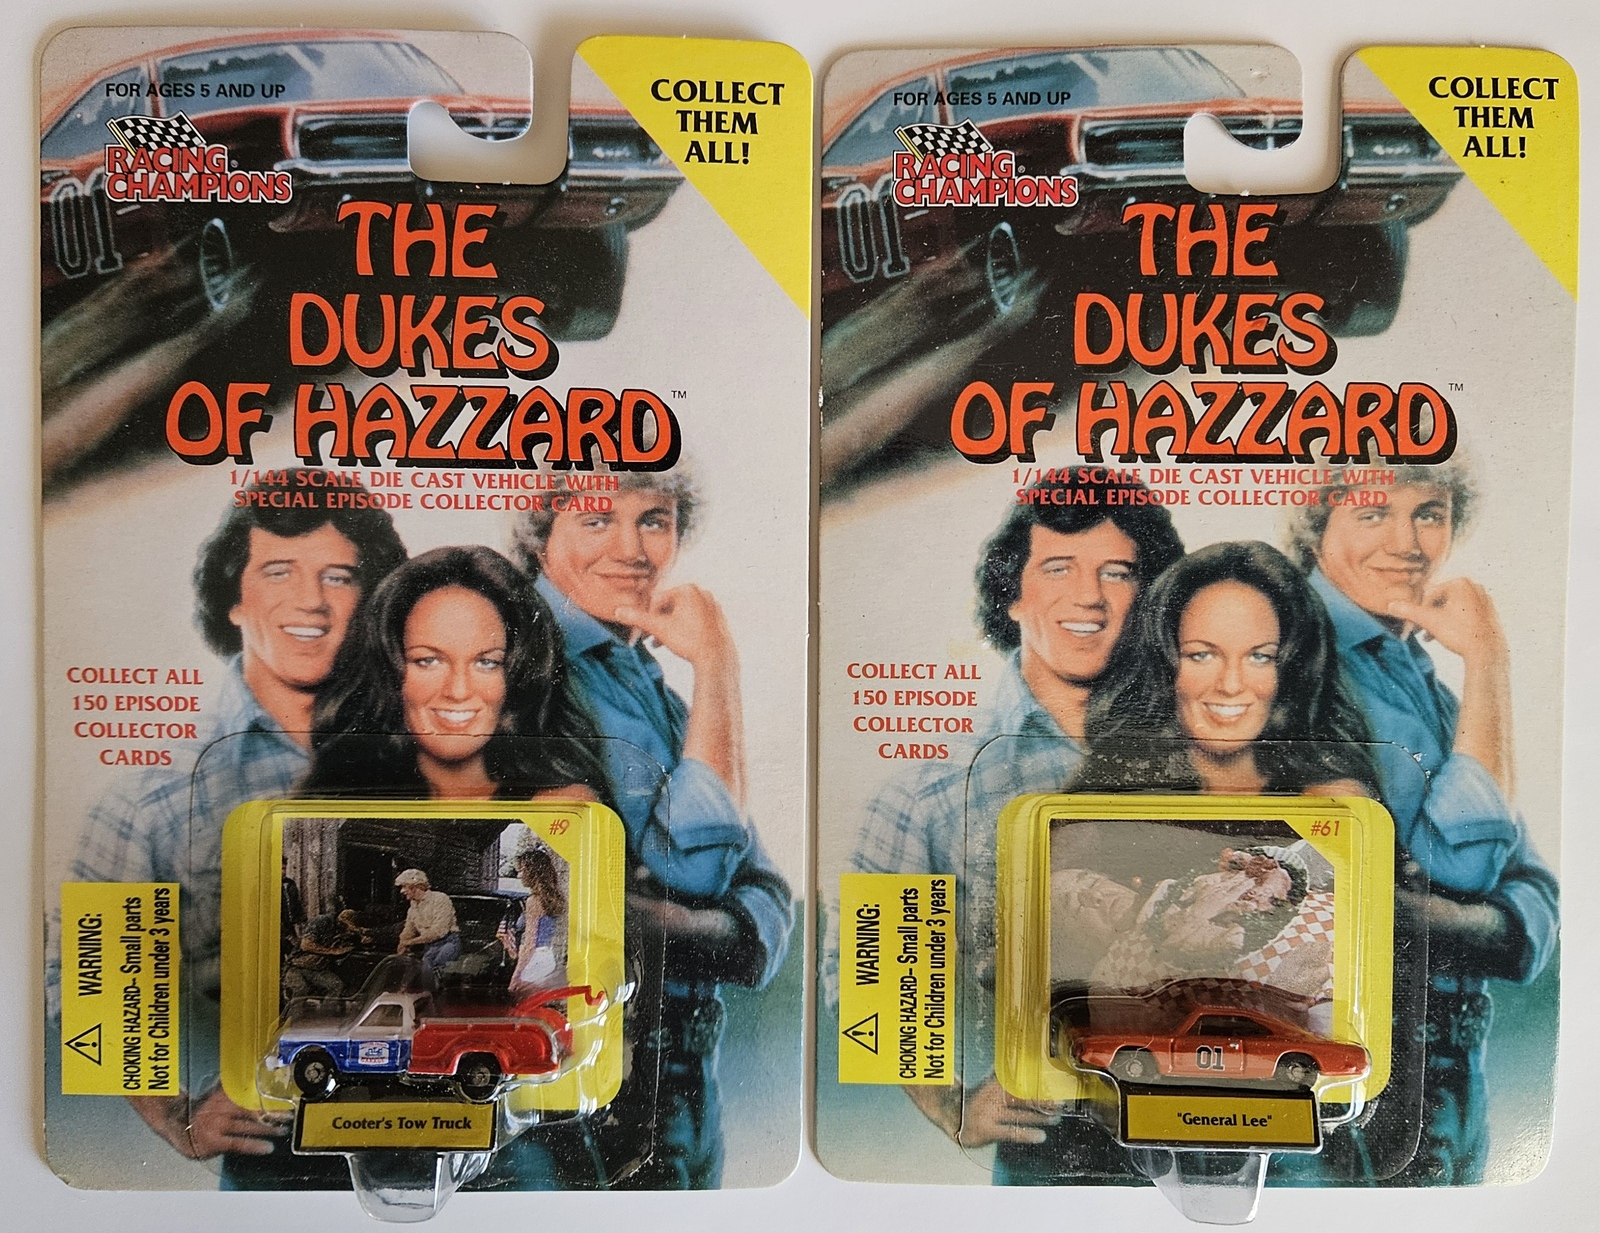 FOR AGES 5 AND UP
RACING
CHAMPIONS
COLLECT
THEM
ALL!
01
THE
DUKES
OF HAZZARD™
1/144 SCALE DIE CAST VEHICLE WITH
SPECIAL EPISODE COLLECTOR CARD
COLLECT ALL
150 EPISODE
COLLECTOR
CARDS
#9
WARNING:
CHOKING HAZARD-- Small parts
Not for Children under 3 years
Cooter's Tow Truck
FOR AGES 5 AND UP
RACING
CHAMPIONS
COLLECT
THEM
ALL!
01
THE
DUKES
OF HAZZARD™
1/144 SCALE DIE CAST VEHICLE WITH
SPECIAL EPISODE COLLECTOR CARD
COLLECT ALL
150 EPISODE
COLLECTOR
CARDS
#61
WARNING:
CHOKING HAZARD-- Small parts
Not for Children under 3 years
01
"General Lee"